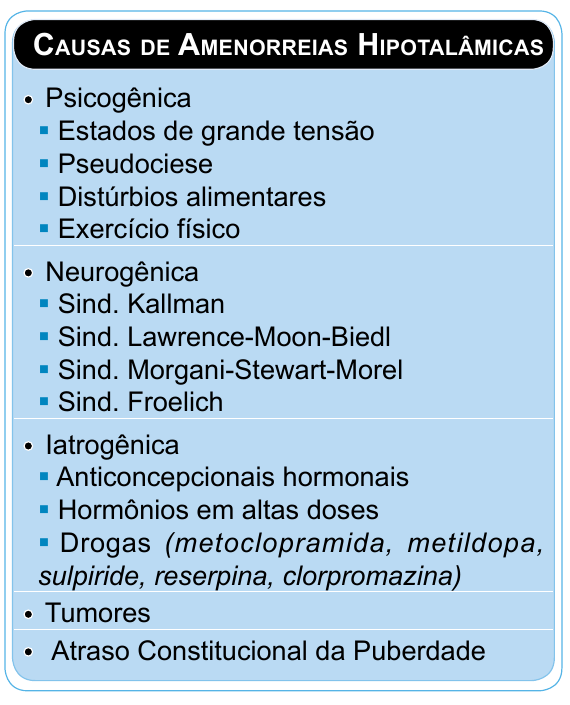 CAUSAS DE AMENORREIAS HIPOTALÂMICAS
• Psicogênica
▪ Estados de grande tensão
▪ Pseudociese
▪ Distúrbios alimentares
▪ Exercício físico
• Neurogênica
▪ Sind. Kallman
▪ Sind. Lawrence-Moon-Biedl
▪ Sind. Morgani-Stewart-Morel
▪ Sind. Froelich
• Iatrogênica
▪ Anticoncepcionais hormonais
▪ Hormônios em altas doses
▪ Drogas (metoclopramida, metildopa,
sulpiride, reserpina, clorpromazina)
• Tumores
• Atraso Constitucional da Puberdade